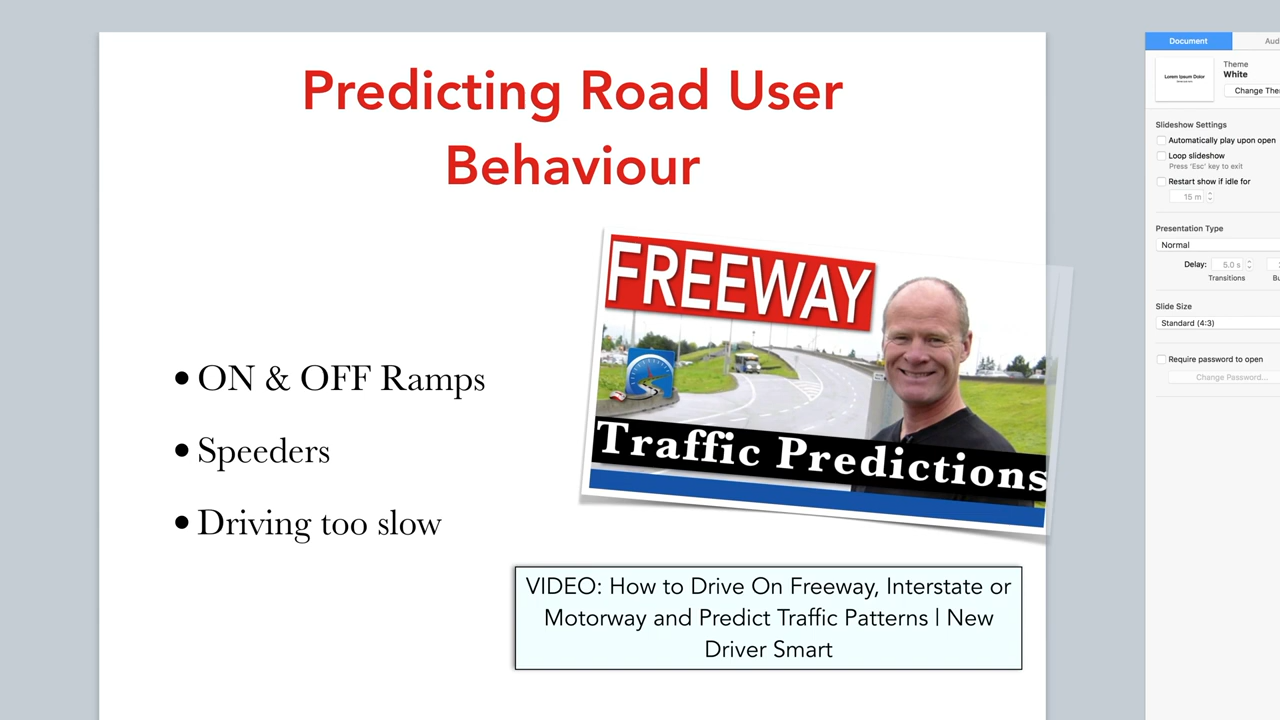 Predicting Road User
Behaviour
FREEWAY
Traffic Predictions
• ON & OFF Ramps
• Speeders
• Driving too slow
VIDEO: How to Drive On Freeway, Interstate or
Motorway and Predict Traffic Patterns | New
Driver Smart
Document
Aud
Lorem Ipsum Dolor
Theme
White
Change The
Slideshow Settings
Automatically play upon open
Loop slideshow
Press 'Esc' key to exit
Restart show if idle for
15 m
Presentation Type
Normal
Delay:
5.0 s
Transitions
Bu
Slide Size
Standard (4:3)
Require password to open
Change Password...